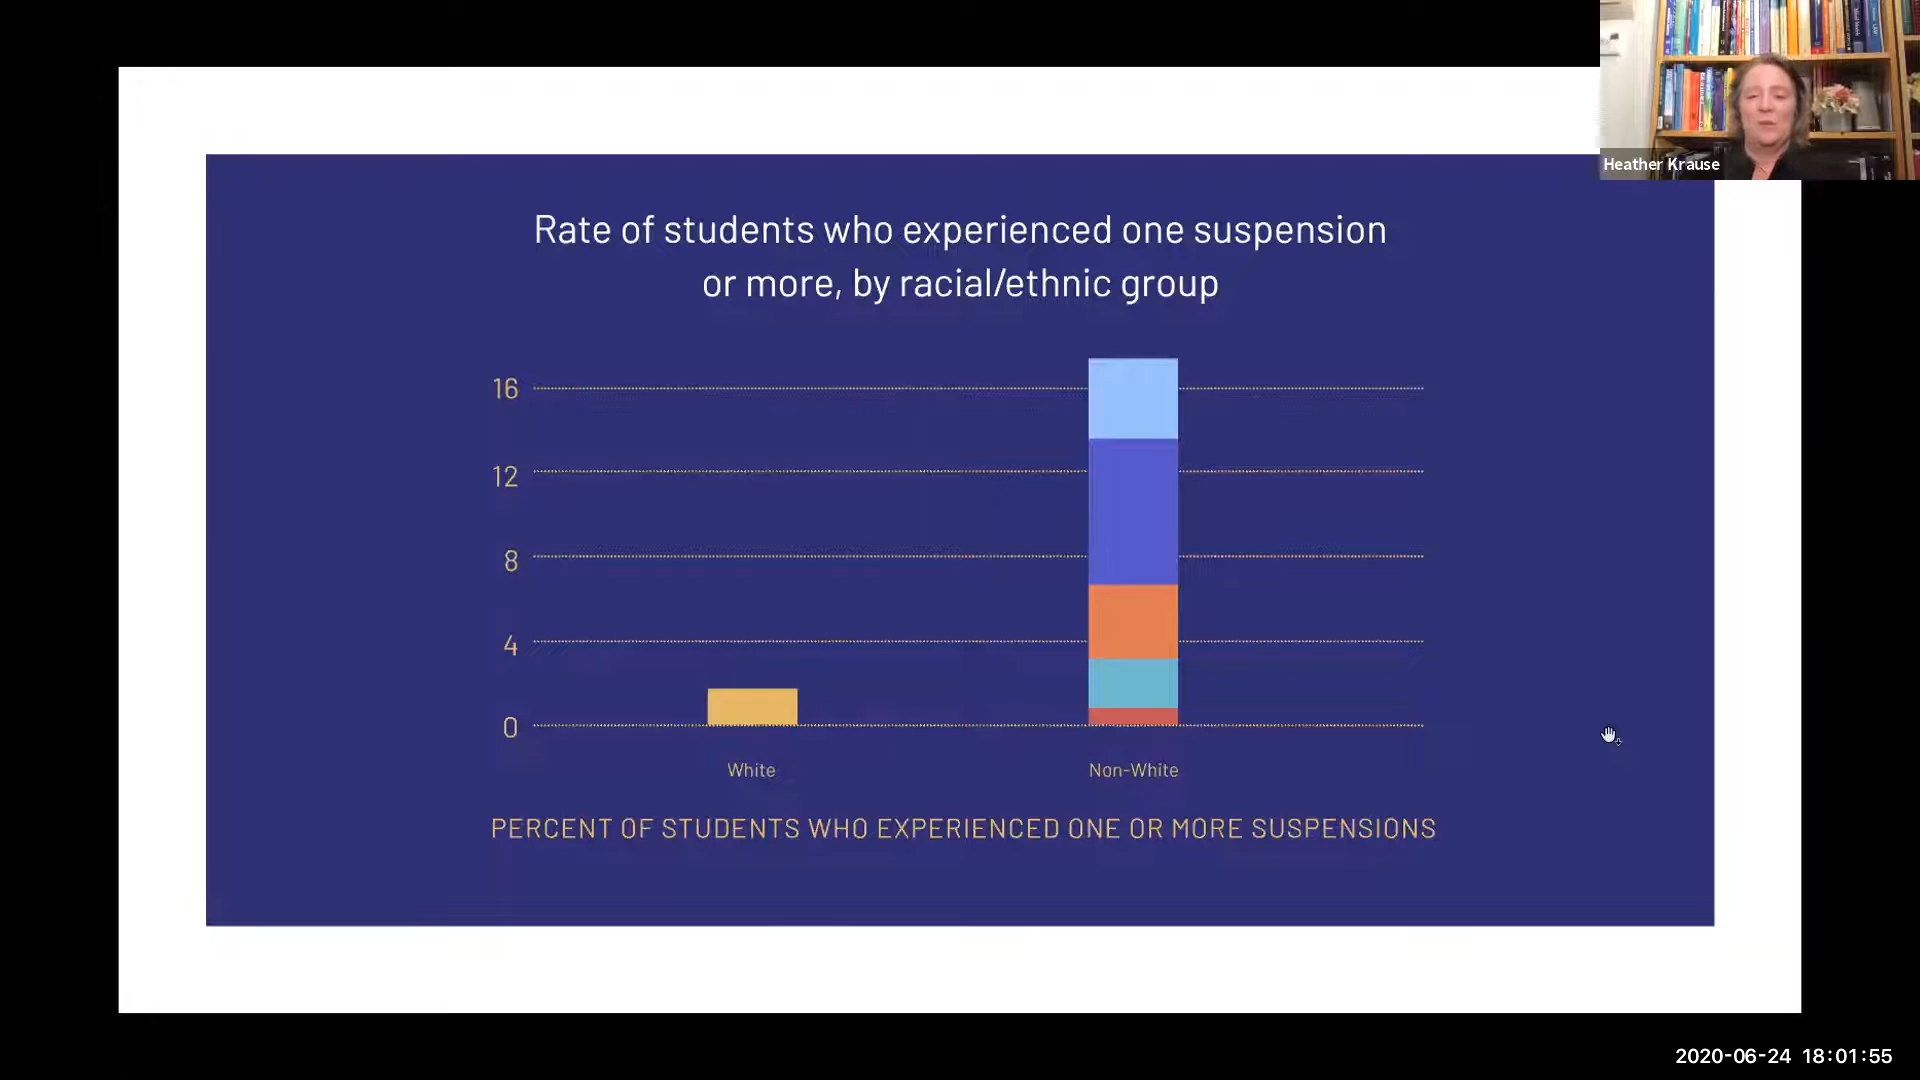 Heather Krause
Rate of students who experienced one suspension
or more, by racial/ethnic group
16
12
8
4
0
White
Non-White
PERCENT OF STUDENTS WHO EXPERIENCED ONE OR MORE SUSPENSIONS
2020-06-24 18:01:55